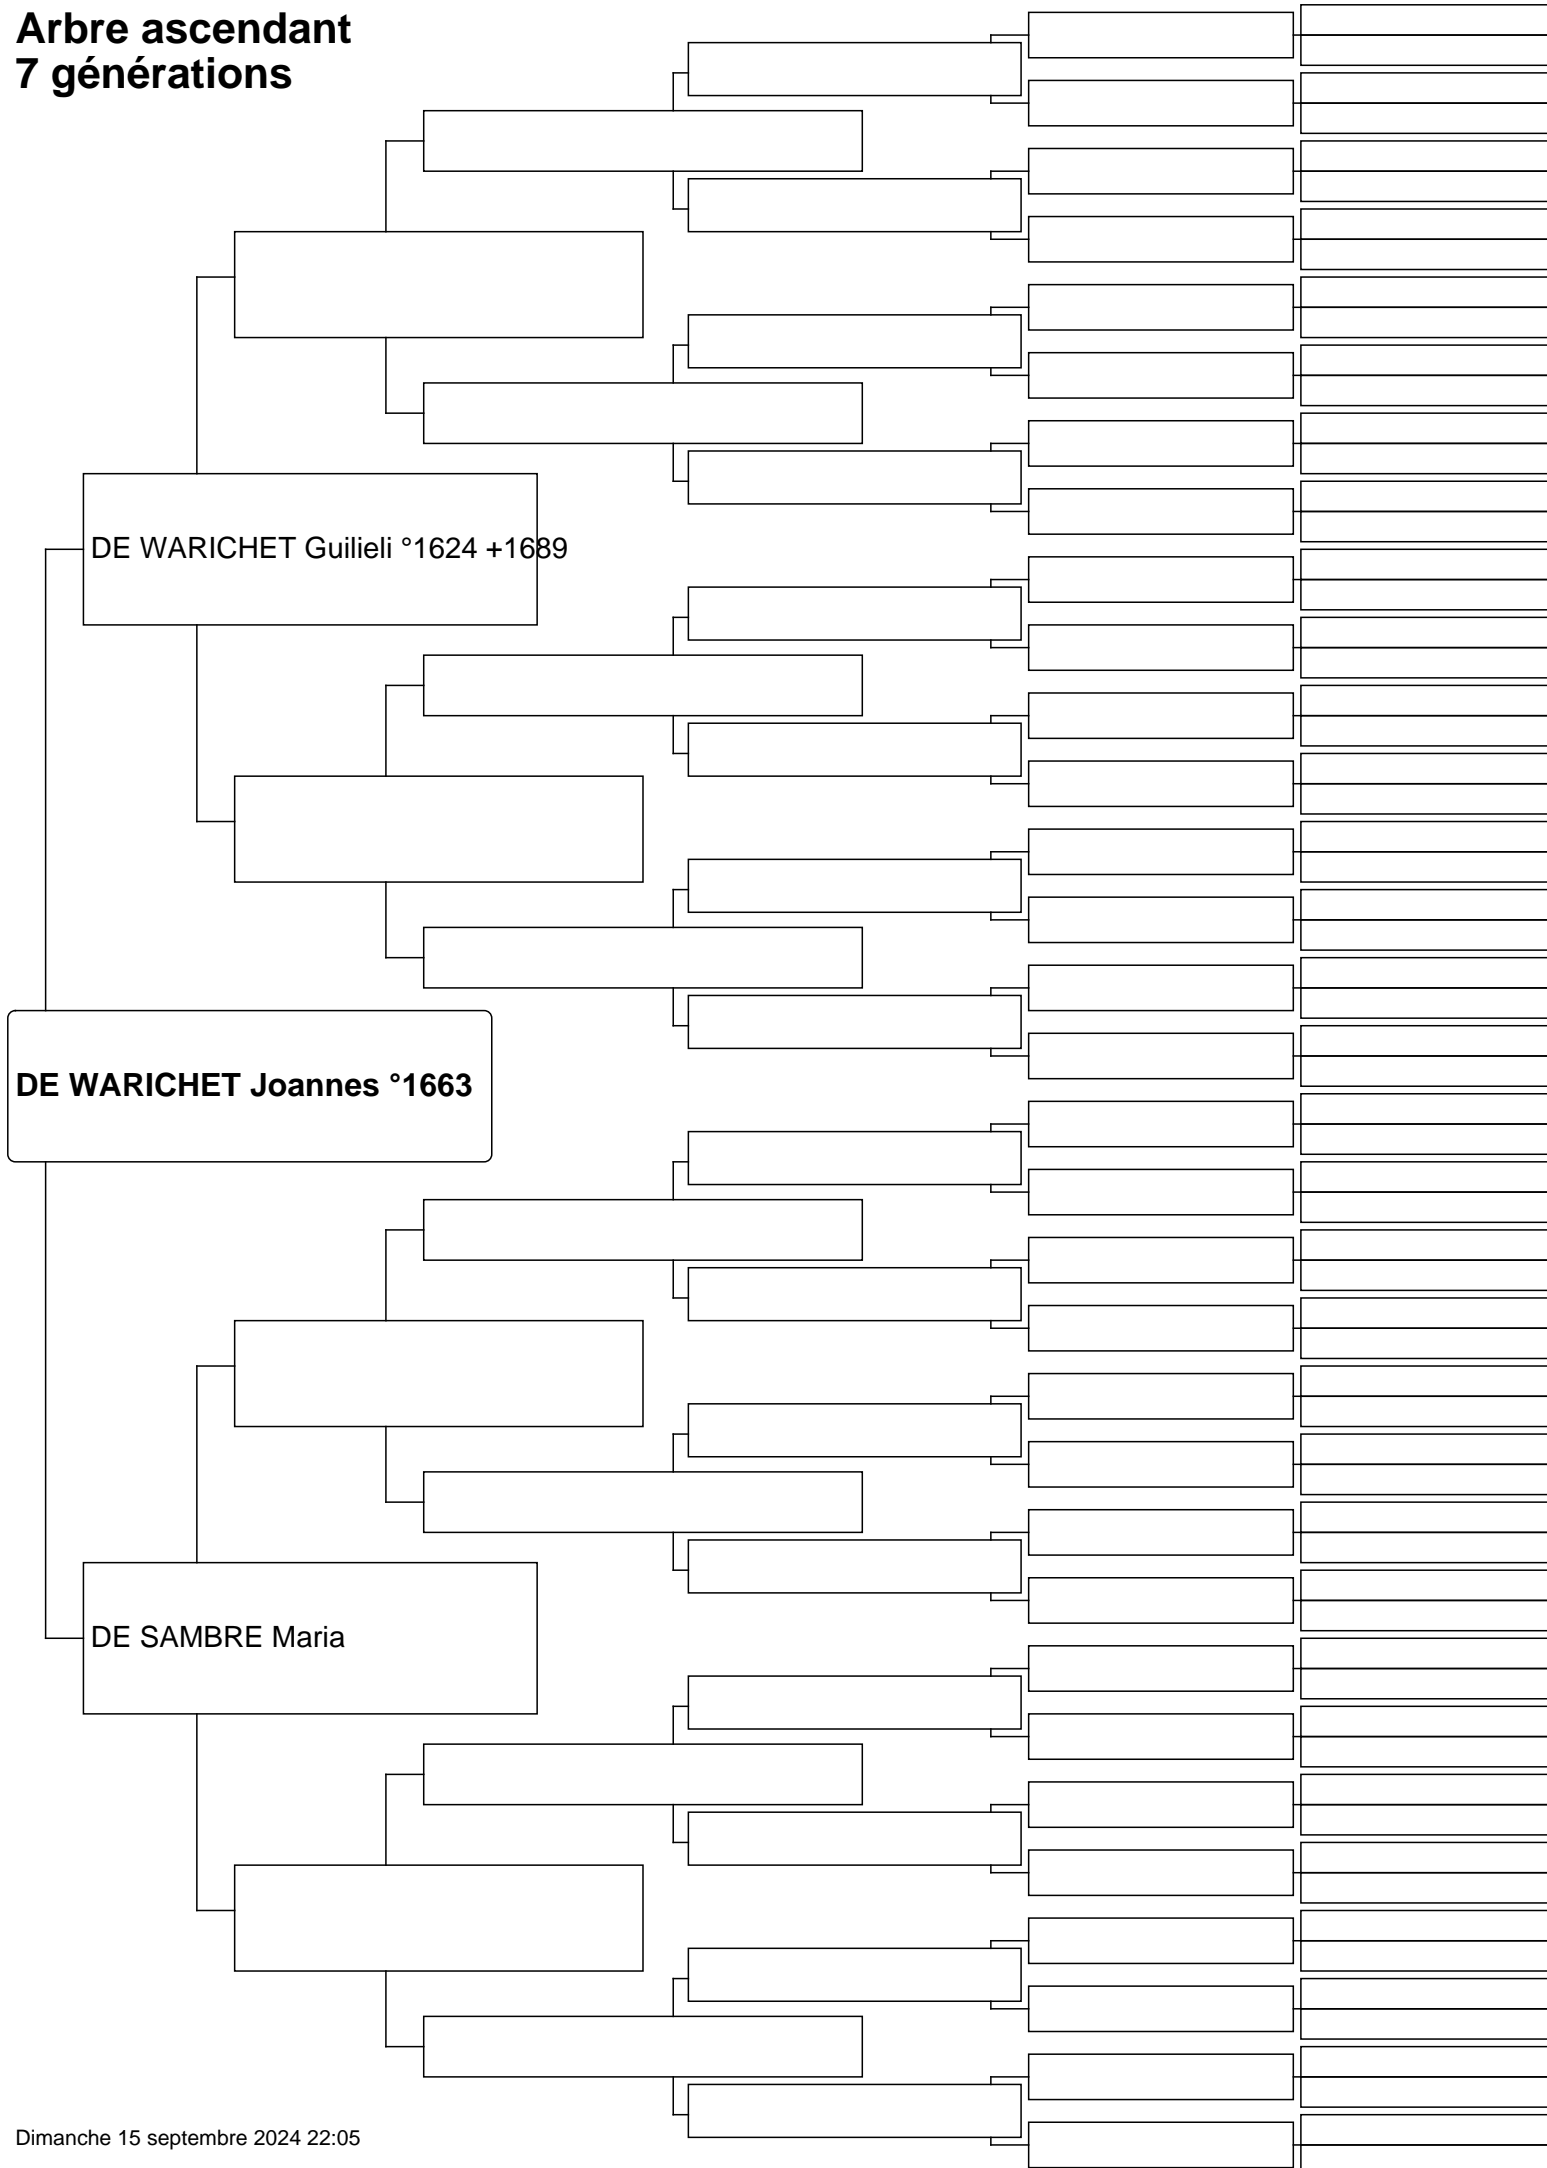 Arbre ascendant
7 générations
DE WARICHET Guilieli °1624 +1689
DE WARICHET Joannes °1663
DE SAMBRE Maria
Dimanche 15 septembre 2024 22:05